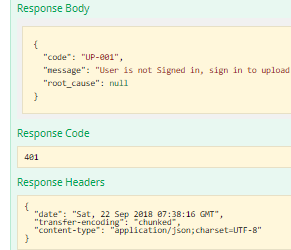 Response Body
{
"code": "UP-001",
"message": "User is not Signed in, sign in to upload
"root_cause": null
}
Response Code
401
Response Headers
{
"date": "Sat, 22 Sep 2018 07:38:16 GMT",
"transfer-encoding": "chunked",
"content-type": "application/json;charset=UTF-8"
}